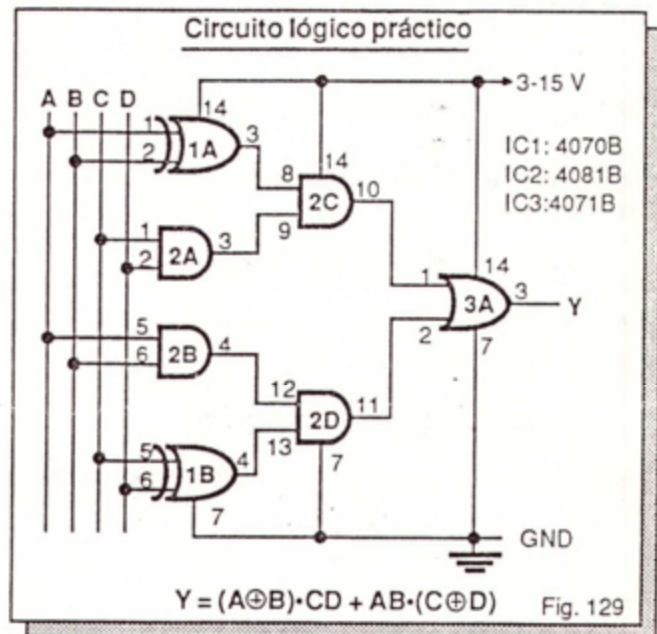 Circuito lógico práctico
3-15 V
A B C D
14
1 1A 3
2
IC1: 4070B
IC2: 4081B
IC3:4071B
14
8 2C 10
9
1 2A 3
2
14
1 3A 3 Y
2
7
5 2B 4
6
12 2D 11
13
7
5 1B 4
6
7
GND
Y = (A⊕B)•CD + AB•(C⊕D)
Fig. 129